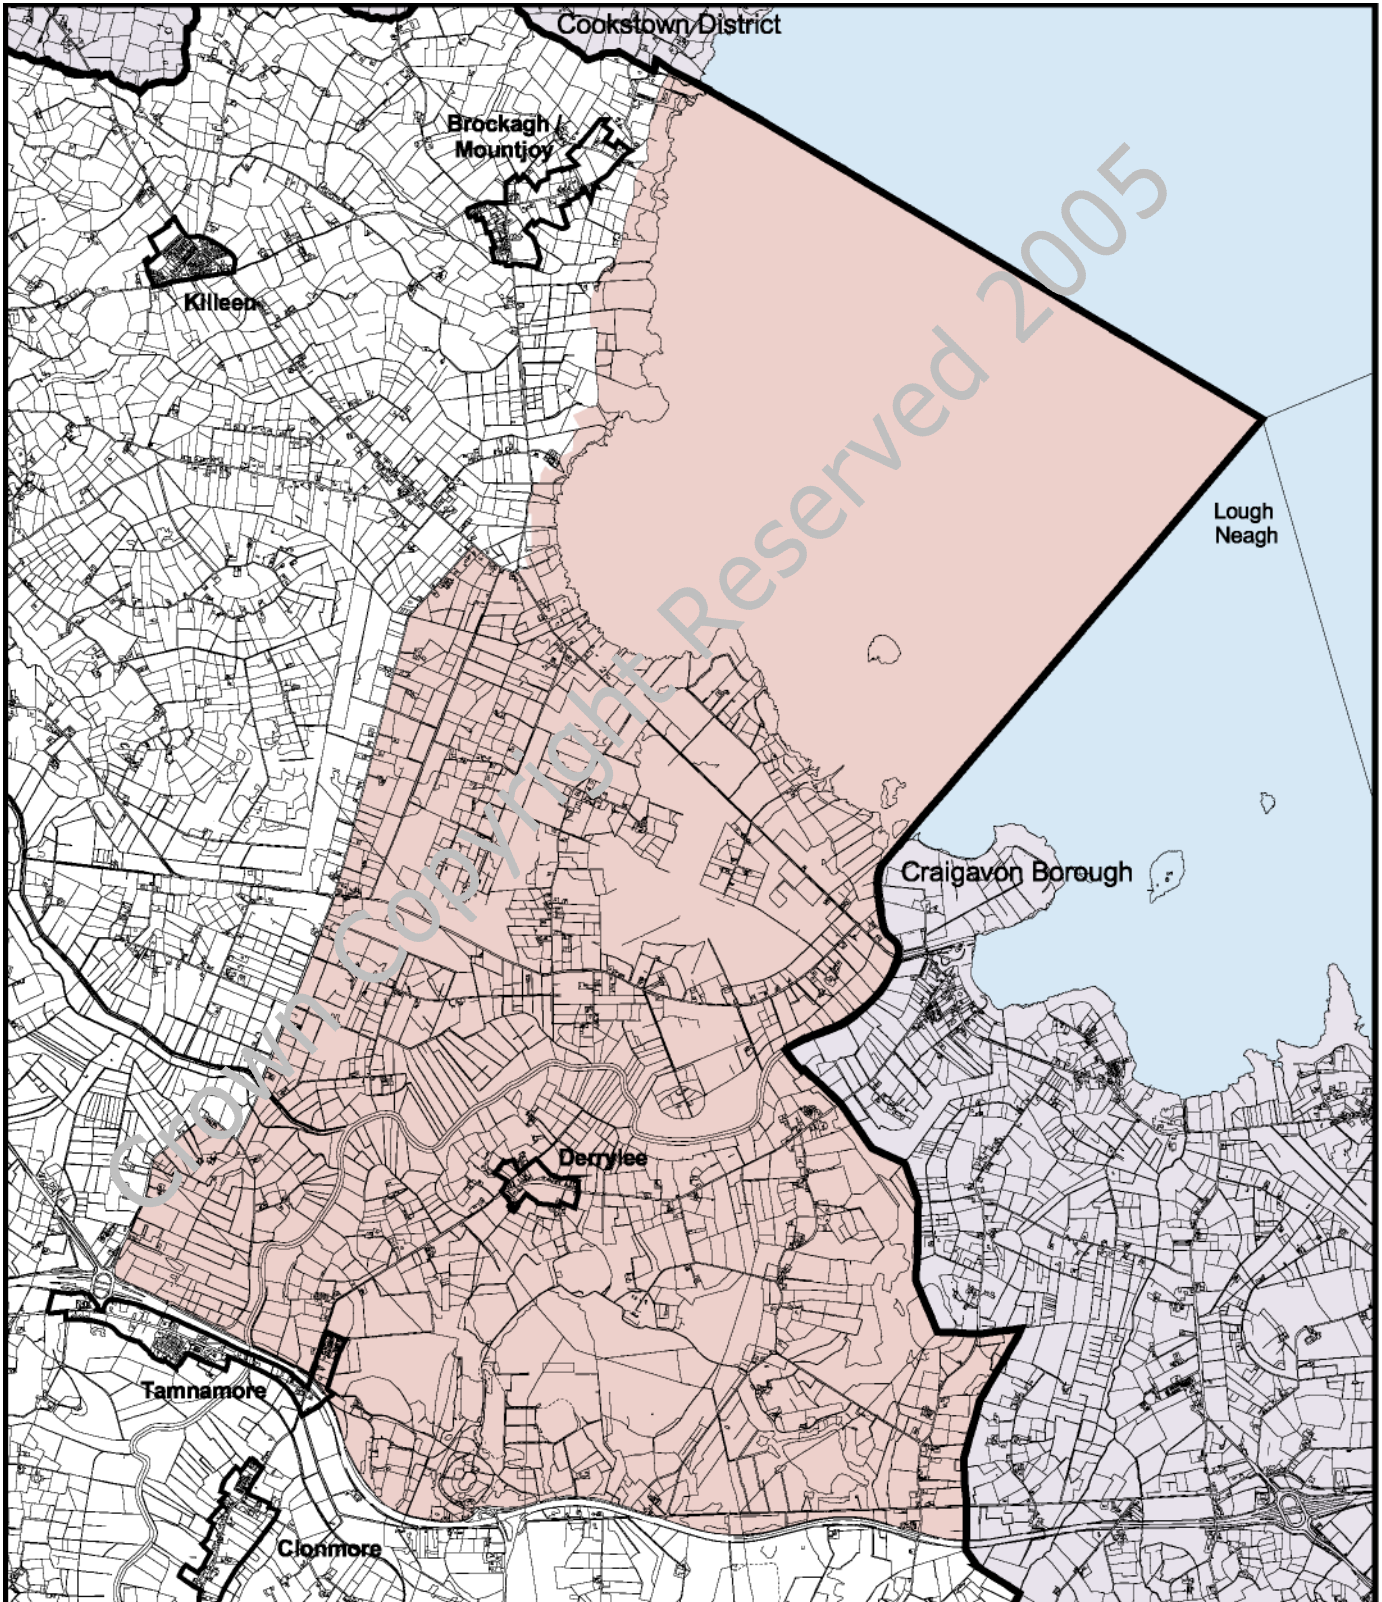 Cookstown District
Brockagh /
Mountjoy
Killeen
Lough
Neagh
Craigavon Borough
Derrylee
Tamnamore
Clonmore
Crown Copyright Reserved 2005